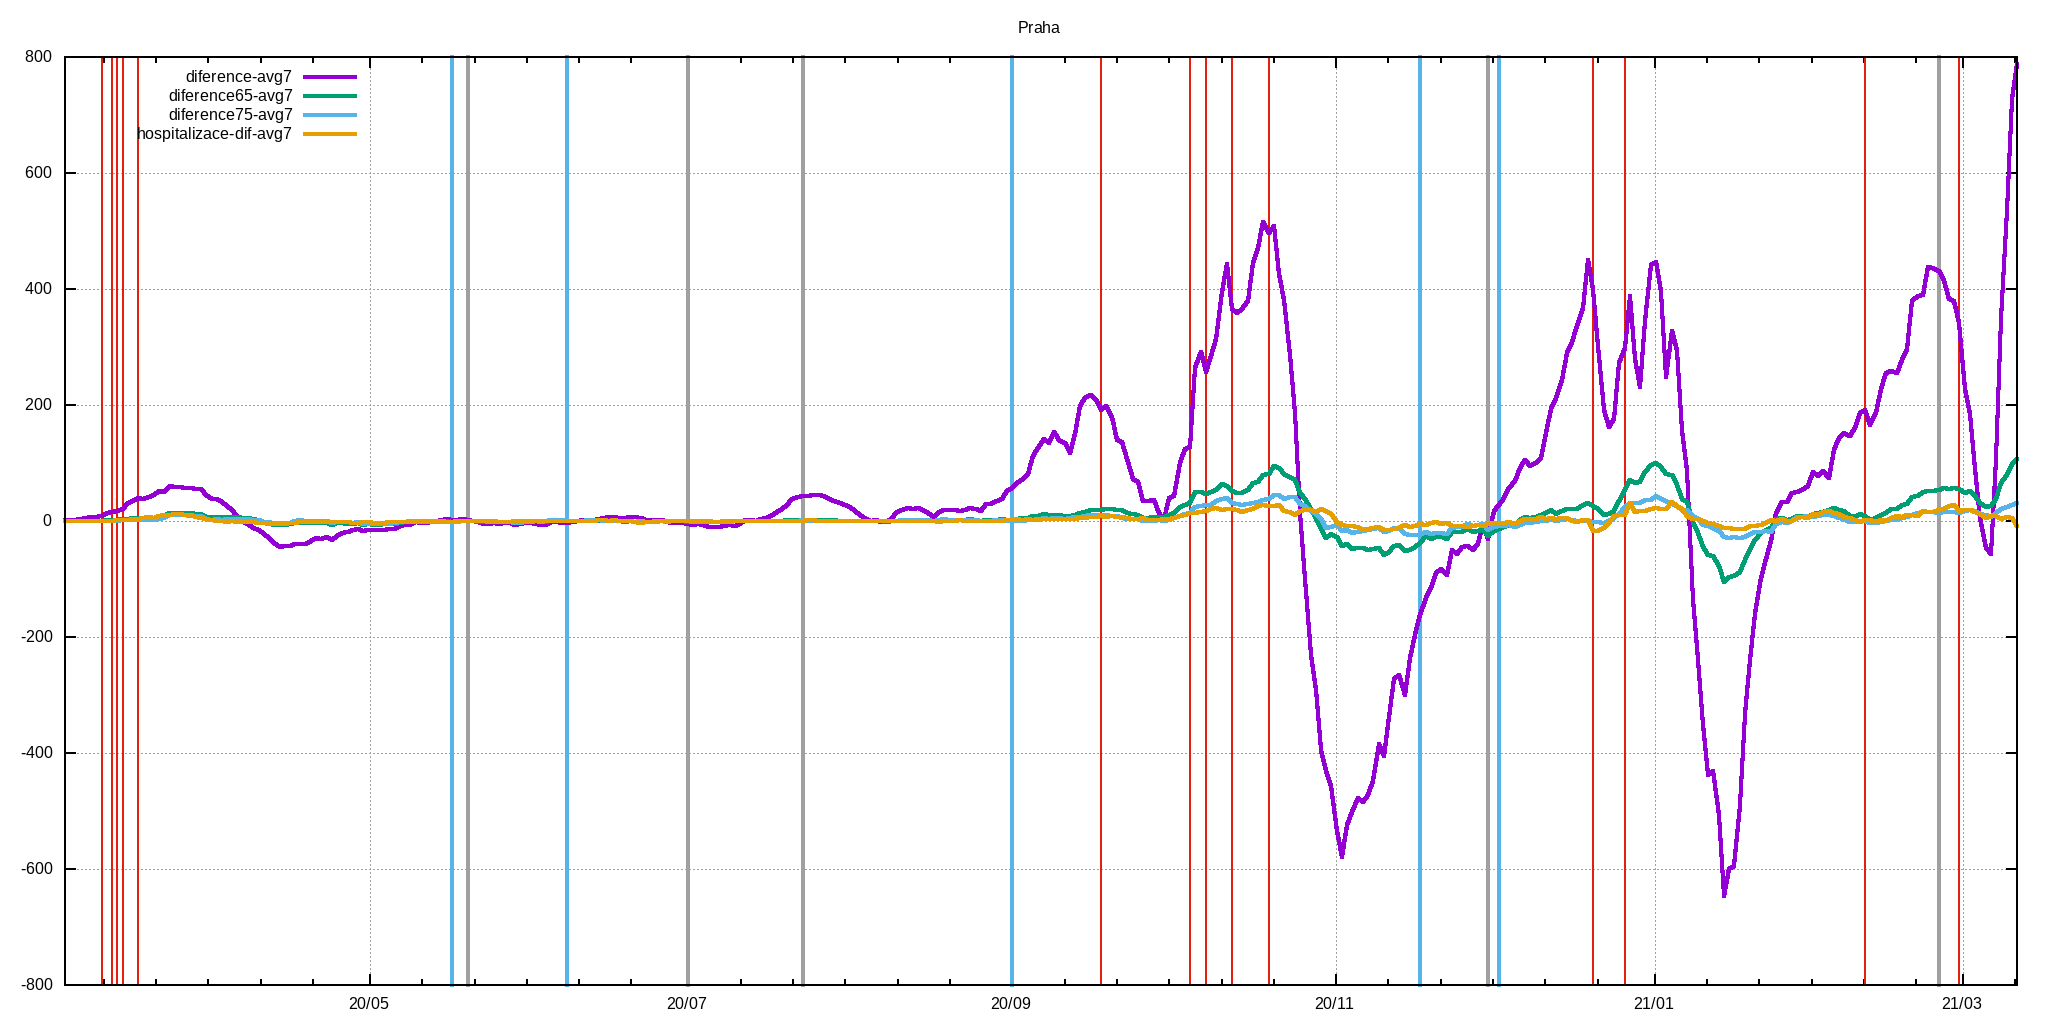 Praha
800
diference-avg7
diference65-avg7
diference75-avg7
hospitalizace-dif-avg7
600
400
200
0
-200
-400
-600
-800
20/05 20/07 20/09 20/11 21/01 21/03